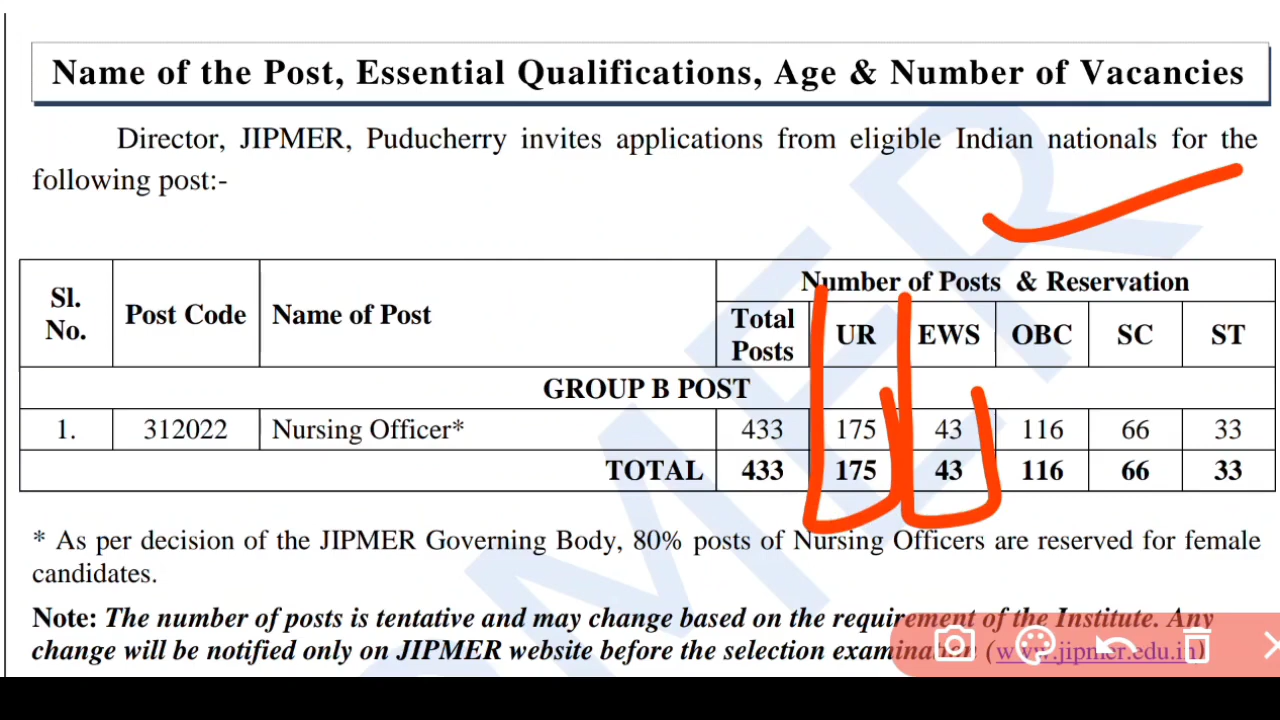 Name of the Post, Essential Qualifications, Age & Number of Vacancies
Director, JIPMER, Puducherry invites applications from eligible Indian nationals for the
following post:-
Sl. No. Post Code Name of Post Number of Posts & Reservation
Total Posts UR EWS OBC SC ST
GROUP B POST
1. 312022 Nursing Officer* 433 175 43 116 66 33
TOTAL 433 175 43 116 66 33
* As per decision of the JIPMER Governing Body, 80% posts of Nursing Officers are reserved for female
candidates.
Note: The number of posts is tentative and may change based on the requirement of the Institute. Any
change will be notified only on JIPMER website before the selection examination (www.jipmer.edu.in)